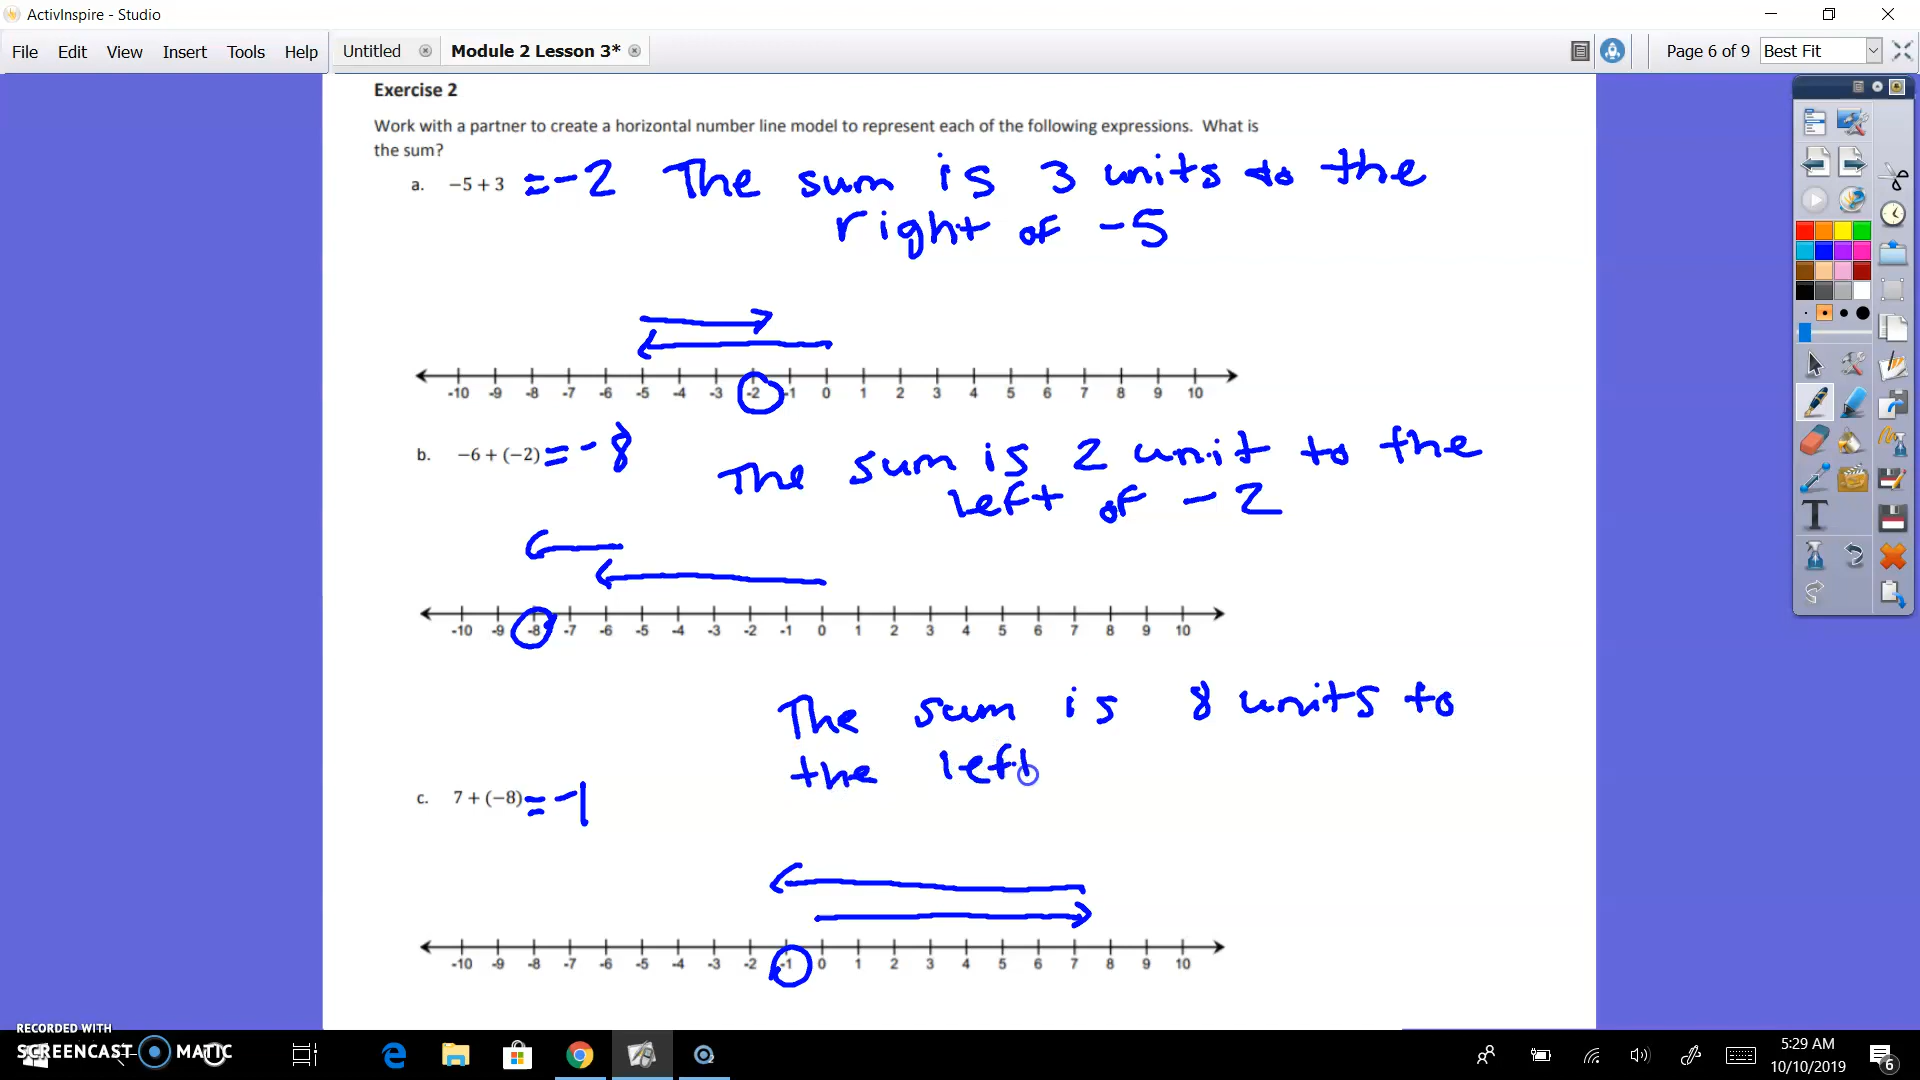 ActivInspire - Studio
File Edit View Insert Tools Help Untitled Module 2 Lesson 3* Page 6 of 9 Best Fit
Exercise 2
Work with a partner to create a horizontal number line model to represent each of the following expressions. What is
the sum?
a. −5 + 3 = -2 The sum is 3 units to the
right of -5
-10 -9 -8 -7 -6 -5 -4 -3 -2 -1 0 1 2 3 4 5 6 7 8 9 10
b. −6 + (−2) = -8 The sum is 2 unit to the
left of -2
-10 -9 -8 -7 -6 -5 -4 -3 -2 -1 0 1 2 3 4 5 6 7 8 9 10
The sum is 8 units to
the left
c. 7 + (−8) = -1
-10 -9 -8 -7 -6 -5 -4 -3 -2 -1 0 1 2 3 4 5 6 7 8 9 10
T
RECORDED WITH
SCREENCAST MATIC
5:29 AM
10/10/2019
6